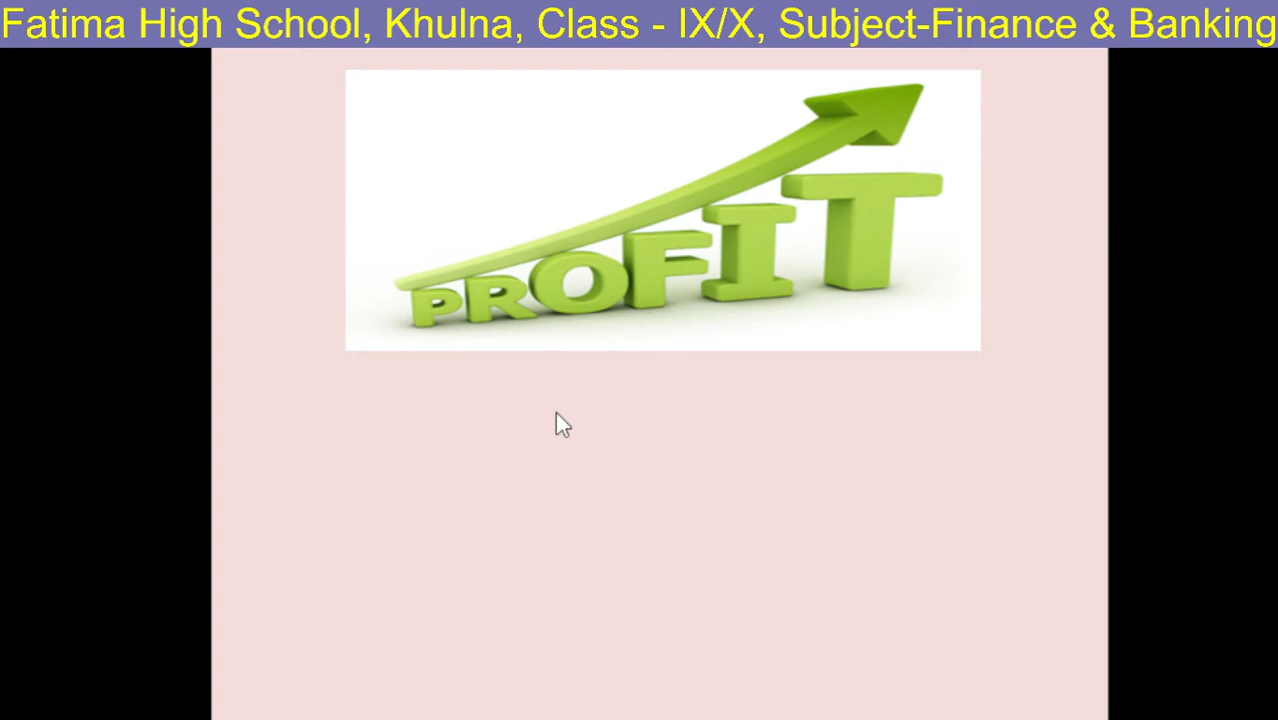 Fatima High School, Khulna, Class - IX/X, Subject-Finance & Banking
PROFIT